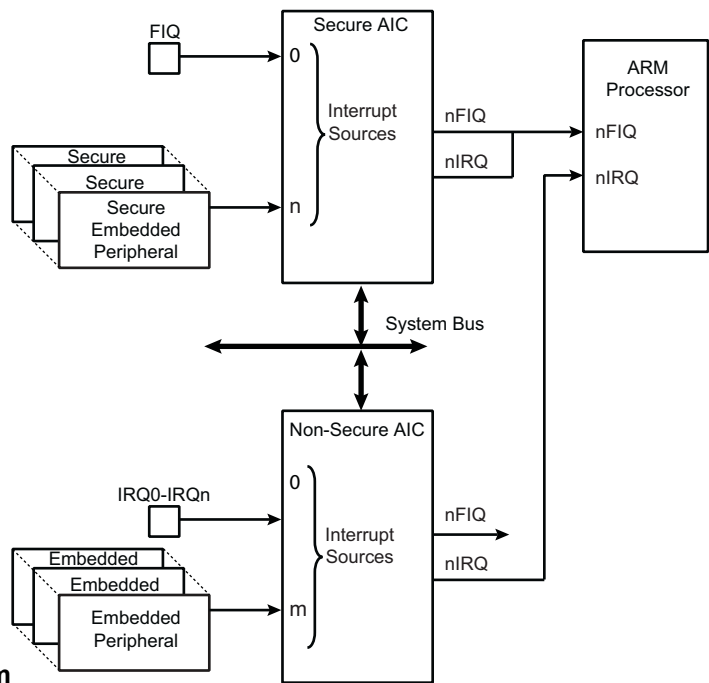 FIQ
Secure AIC
0
Interrupt
Sources
n
nFIQ
nIRQ
ARM
Processor
nFIQ
nIRQ
Secure
Secure
Secure
Embedded
Peripheral
System Bus
Non-Secure AIC
IRQ0-IRQn
0
Interrupt
Sources
m
nFIQ
nIRQ
Embedded
Embedded
Embedded
Peripheral